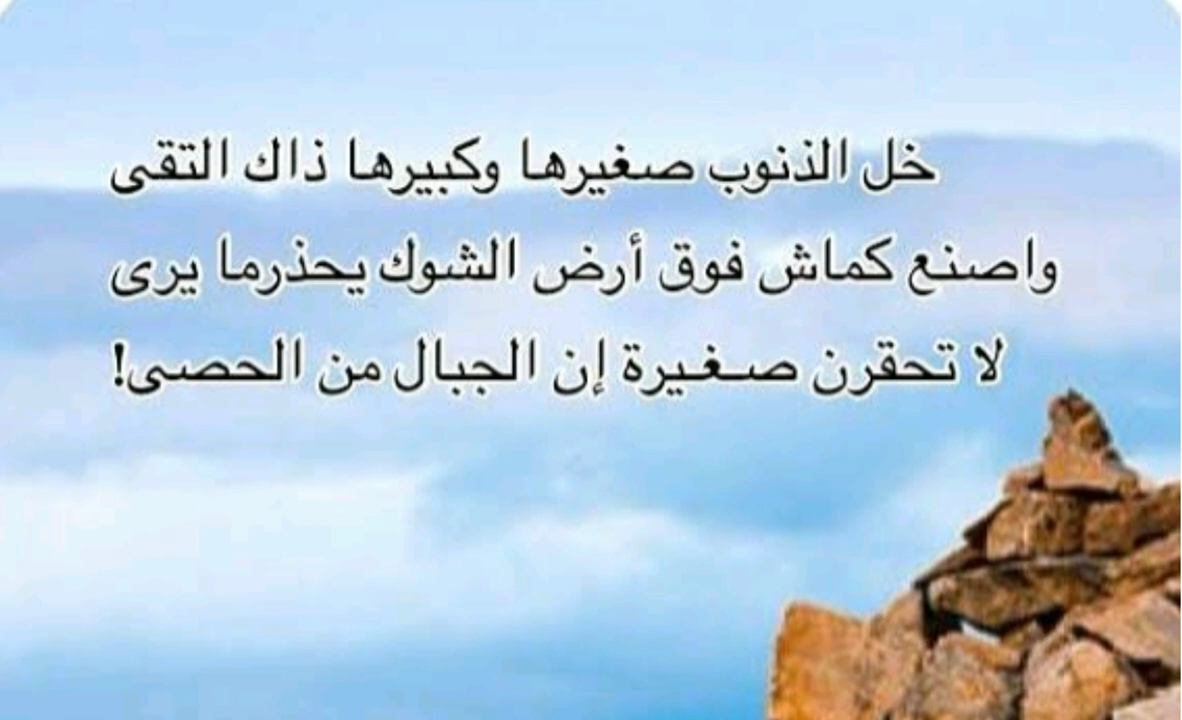 خل الذنوب صغيرها وكبيرها ذاك التقى
واصنع كماش فوق أرض الشوك يحذرما يرى
لا تحقرن صغيرة إن الجبال من الحصى!